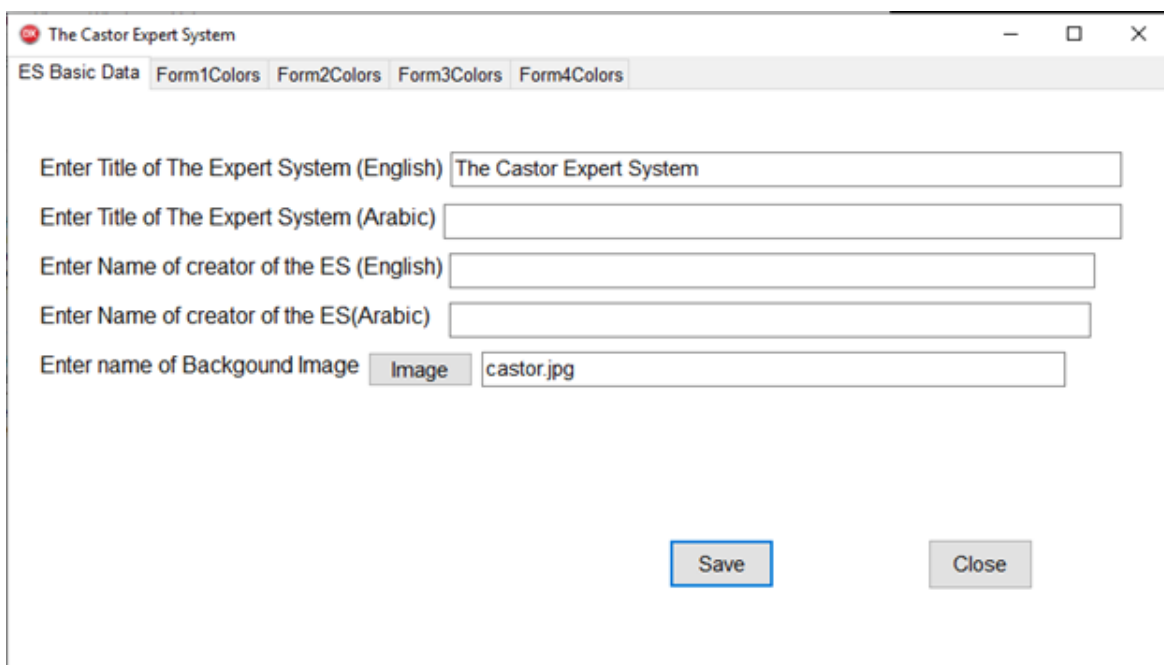 The Castor Expert System
ES Basic Data Form1Colors Form2Colors Form3Colors Form4Colors
Enter Title of The Expert System (English) The Castor Expert System
Enter Title of The Expert System (Arabic)
Enter Name of creator of the ES (English)
Enter Name of creator of the ES(Arabic)
Enter name of Backgound Image Image castor.jpg
Save Close